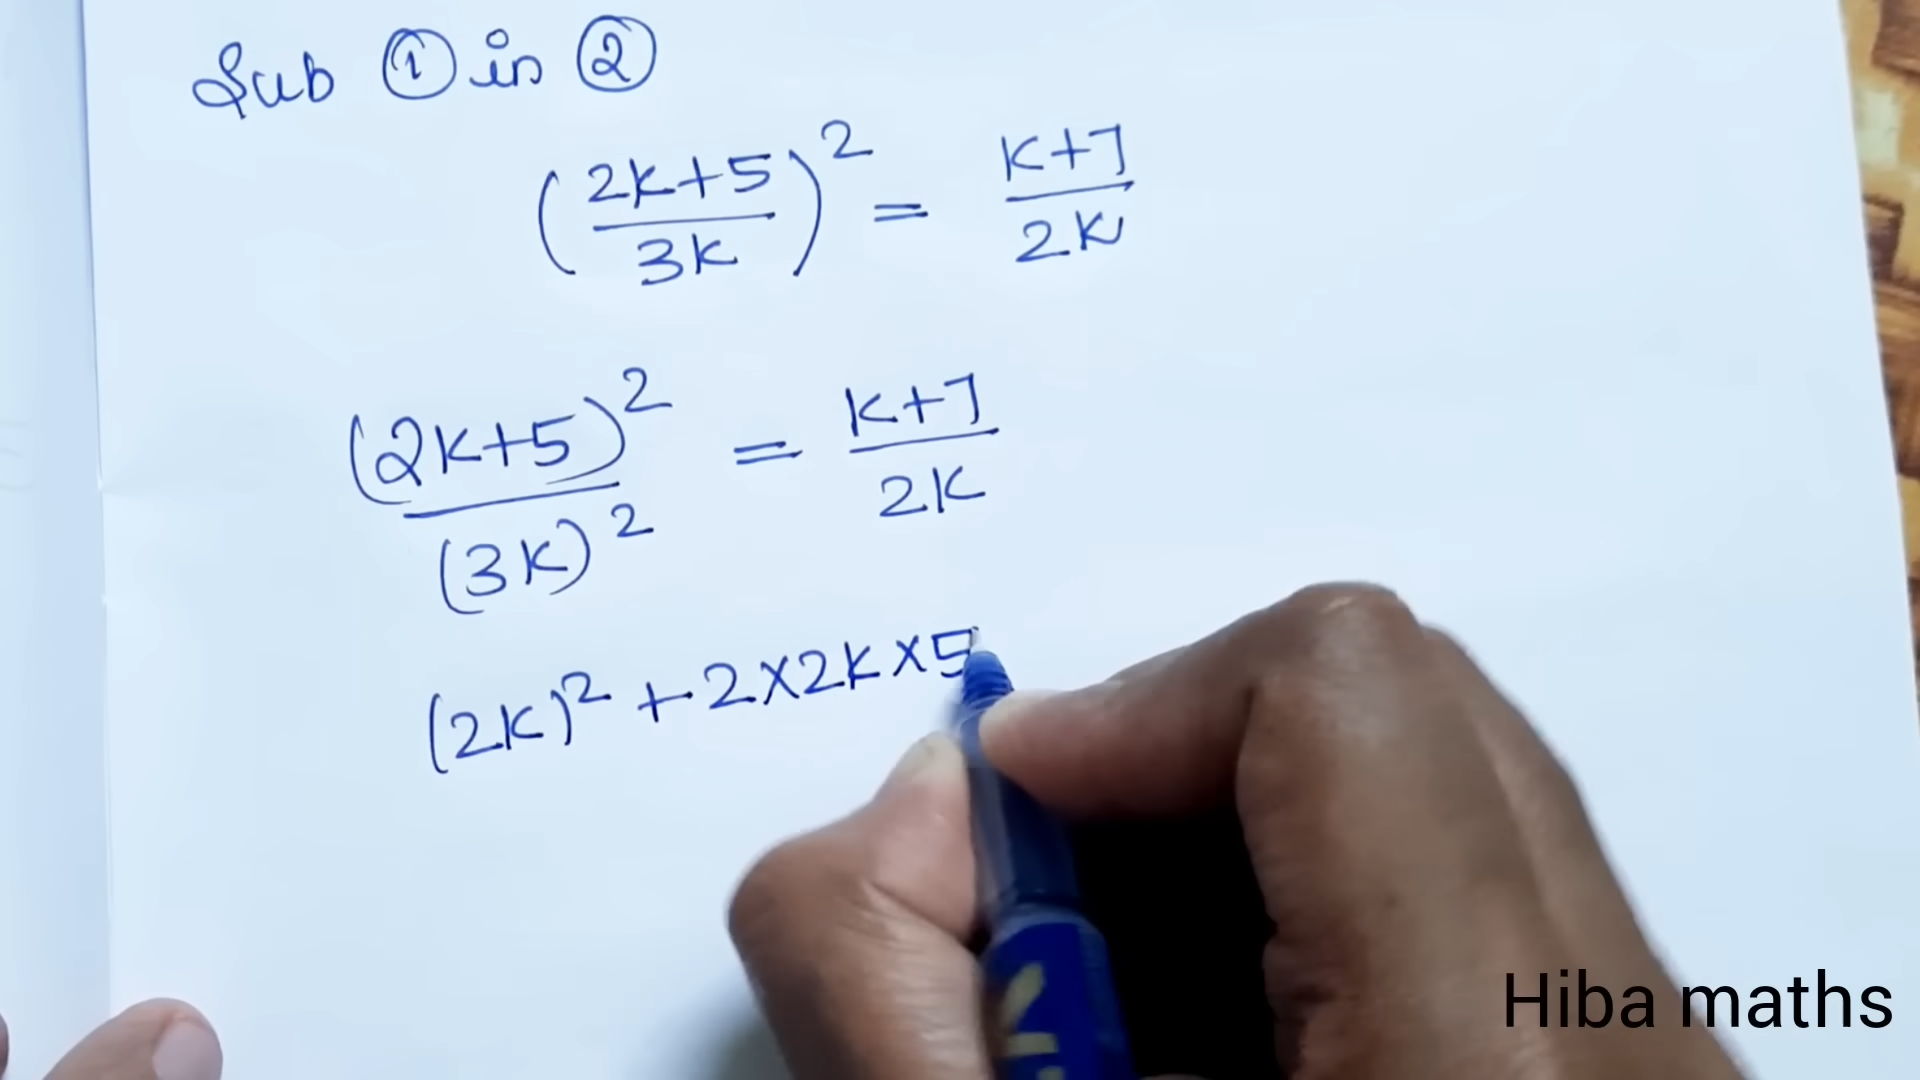 Sub ① in ②
(2k+5/3k)² = k+7/2k
(2k+5)²/(3k)² = k+7/2k
(2k)² + 2×2k×5
Hiba maths